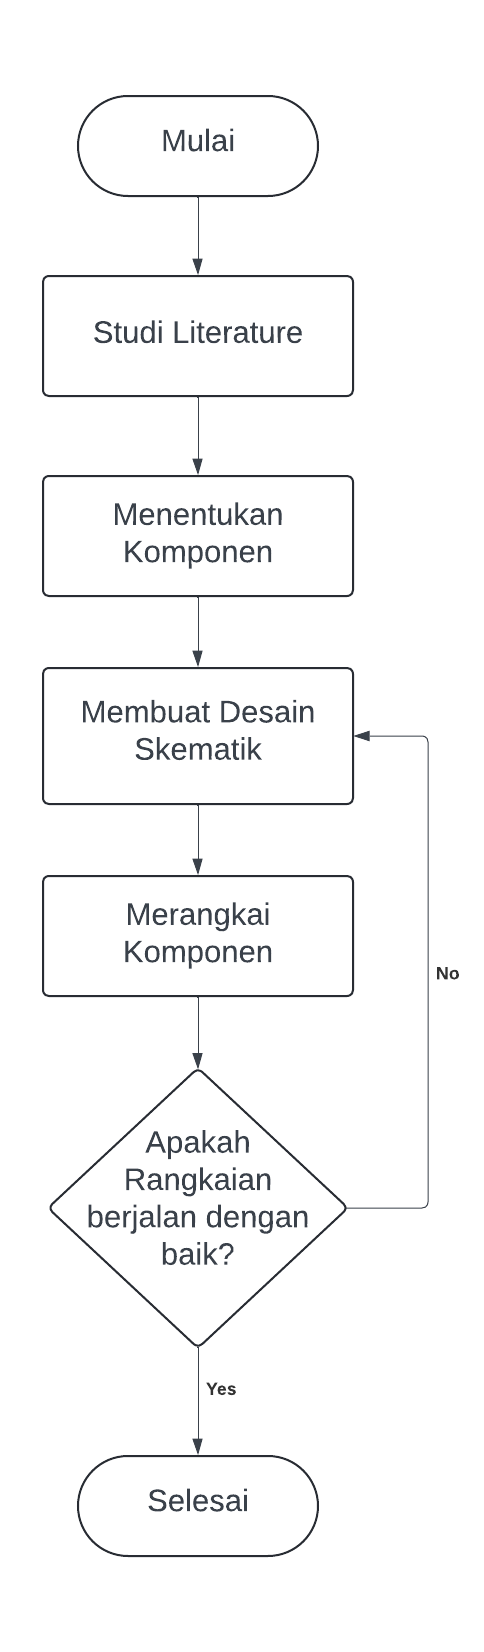 Mulai
Studi Literature
Menentukan
Komponen
Membuat Desain
Skematik
Merangkai
Komponen
No
Apakah
Rangkaian
berjalan dengan
baik?
Yes
Selesai